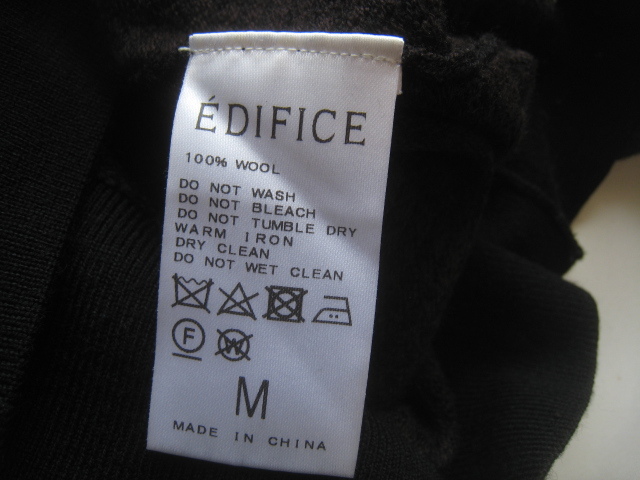 ÉDIFICE
100% WOOL
DO NOT WASH
DO NOT BLEACH
DO NOT TUMBLE DRY
WARM IRON
DRY CLEAN
DO NOT WET CLEAN
F W
M
MADE IN CHINA